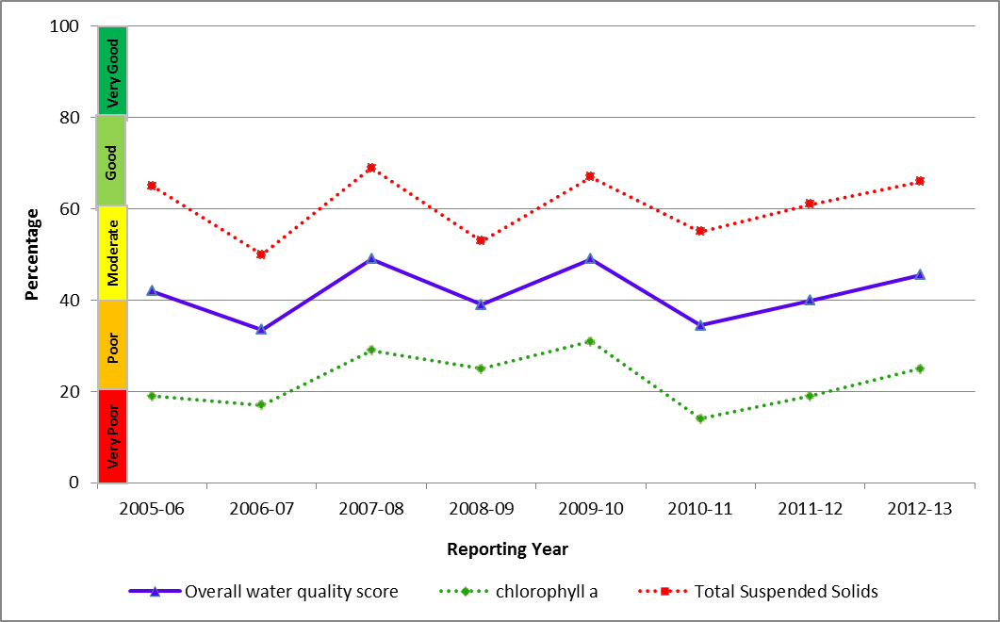 100
80
60
40
20
0
Percentage
Very Good
Good
Moderate
Poor
Very Poor
2005-06 2006-07 2007-08 2008-09 2009-10 2010-11 2011-12 2012-13
Reporting Year
Overall water quality score chlorophyll a Total Suspended Solids